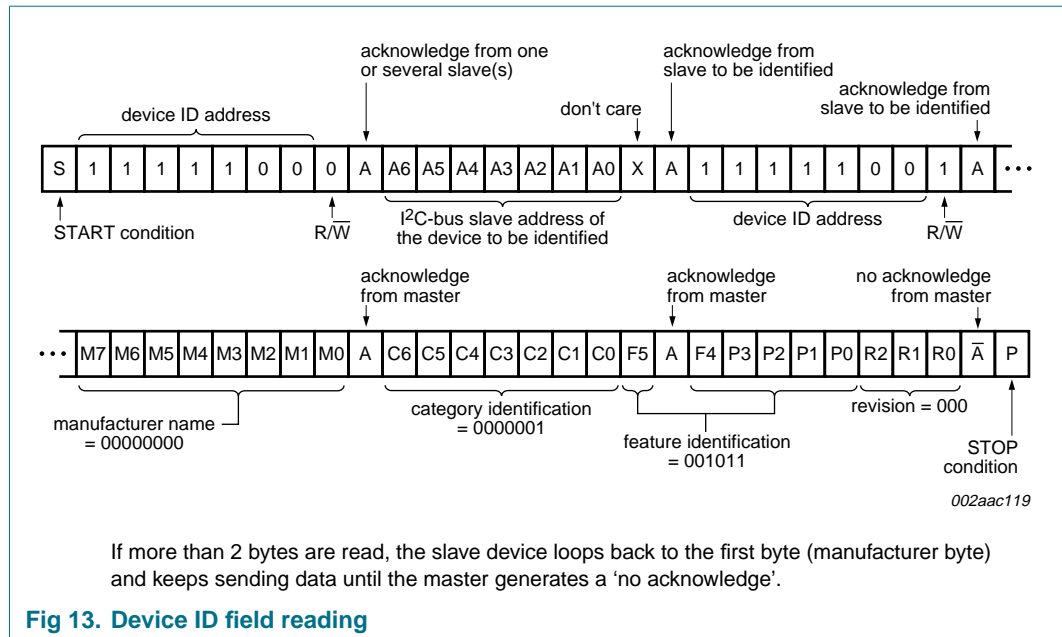 acknowledge from one
or several slave(s)
acknowledge from
slave to be identified
acknowledge from
slave to be identified
device ID address
don't care
S 1 1 1 1 1 0 0 0 A A6 A5 A4 A3 A2 A1 A0 X A 1 1 1 1 1 0 0 1 A •••
START condition
R/W̅
I²C-bus slave address of
the device to be identified
device ID address
R/W̅
acknowledge
from master
acknowledge
from master
no acknowledge
from master
••• M7 M6 M5 M4 M3 M2 M1 M0 A C6 C5 C4 C3 C2 C1 C0 F5 A F4 P3 P2 P1 P0 R2 R1 R0 A̅ P
manufacturer name
= 00000000
category identification
= 0000001
feature identification
= 001011
revision = 000
STOP
condition
002aac119
If more than 2 bytes are read, the slave device loops back to the first byte (manufacturer byte)
and keeps sending data until the master generates a ‘no acknowledge’.
Fig 13. Device ID field reading